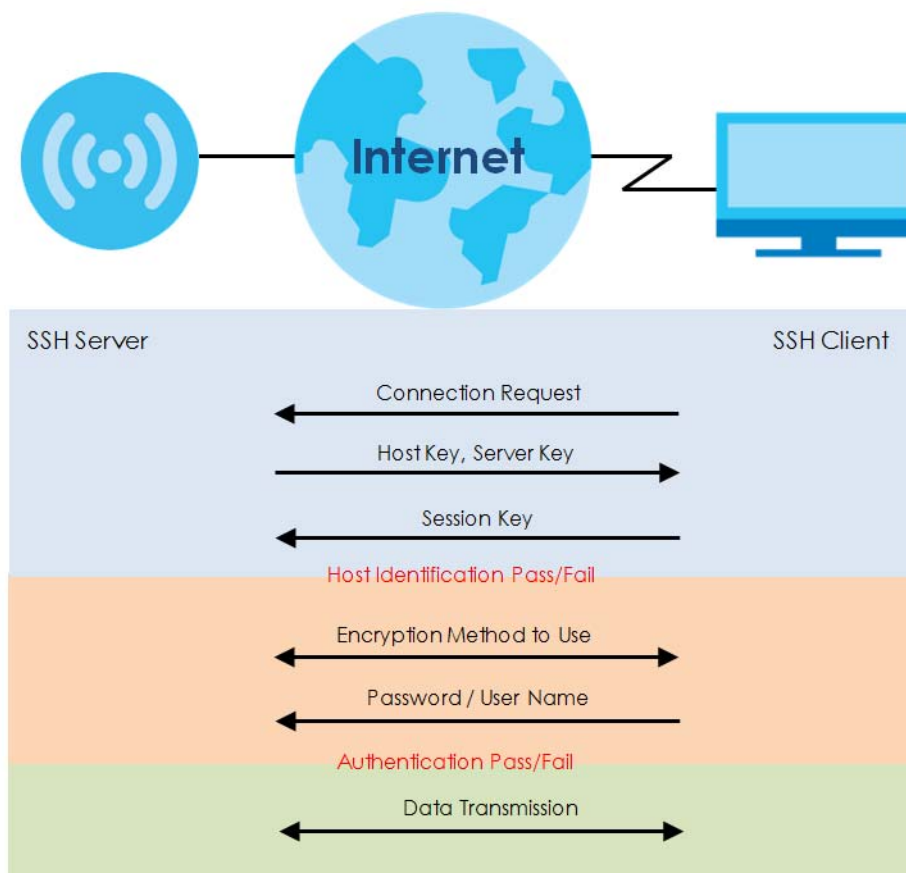 Internet
SSH Server
SSH Client
Connection Request
Host Key, Server Key
Session Key
Host Identification Pass/Fail
Encryption Method to Use
Password / User Name
Authentication Pass/Fail
Data Transmission